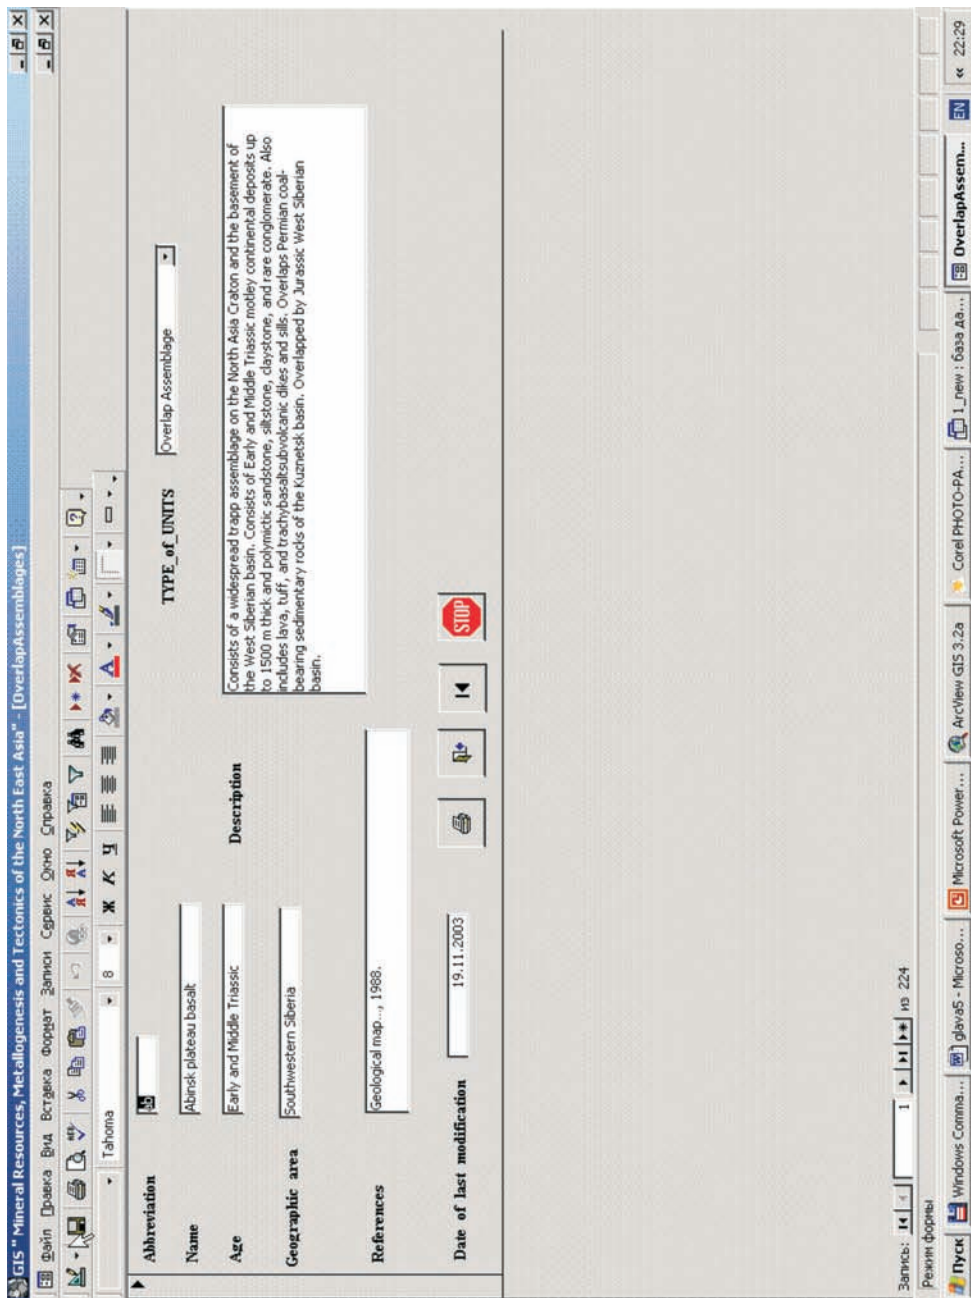 GIS " Mineral Resources, Metallogenesis and Tectonics of the North East Asia" - [OverlapAssemblages]
Файл Правка Вид Вставка Формат Записи Сервис Окно Справка
Tahoma 8 Ж К Ч
Abbreviation ab
TYPE_of_UNITS Overlap Assemblage
Name Abinsk plateau basalt
Age Early and Middle Triassic
Description
Consists of a widespread trapp assemblage on the North Asia Craton and the basement of
the West Siberian basin. Consists of Early and Middle Triassic motley continental deposits up
to 1500 m thick and polymictic sandstone, siltstone, claystone, and rare conglomerate. Also
includes lava, tuff, and trachybasaltsubvolcanic dikes and sills. Overlaps Permian coal-
bearing sedimentary rocks of the Kuznetsk basin. Overlapped by Jurassic West Siberian
basin.
Geographic area Southwestern Siberia
References Geological map..., 1988.
Date of last modification 19.11.2003
STOP
Запись: 1 из 224
Режим формы
Пуск Windows Comma... glava5 - Microso... Microsoft Power... ArcView GIS 3.2a Corel PHOTO-PA... 1_new : база да... OverlapAssem... EN « 22:29